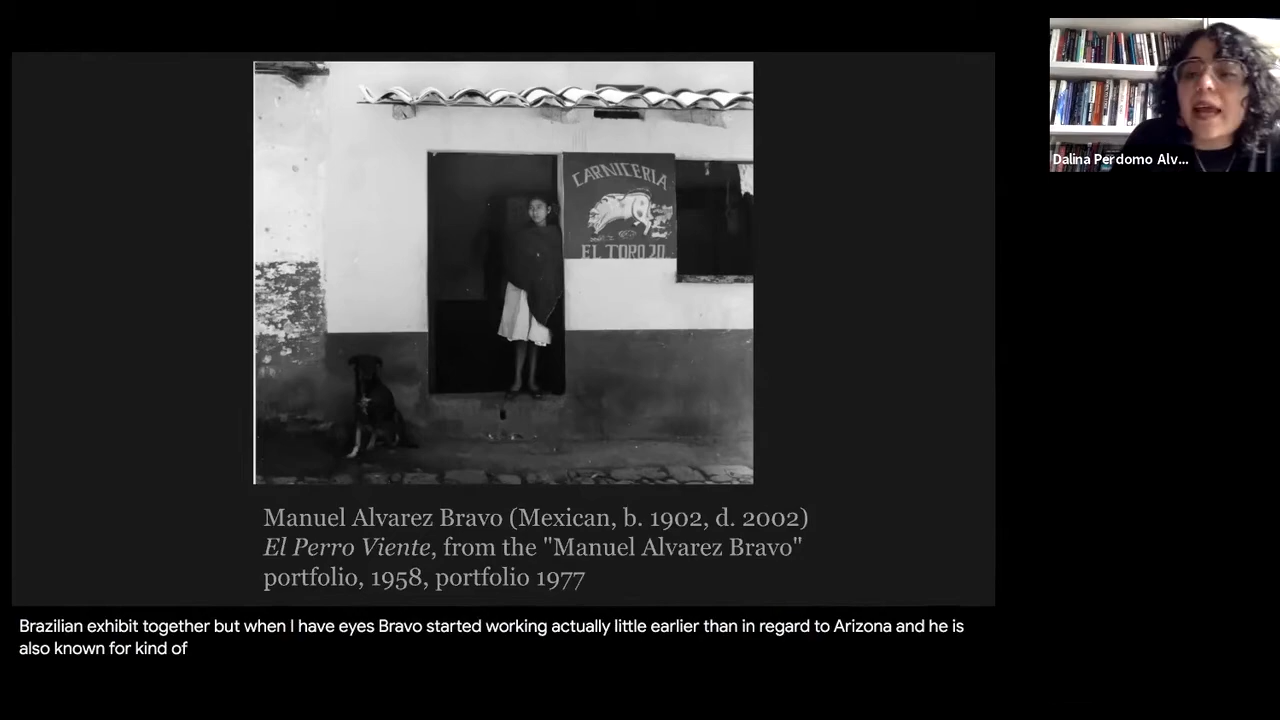 CARNICERIA
EL TORO 20
Dalina Perdomo Alv...
Manuel Alvarez Bravo (Mexican, b. 1902, d. 2002)
El Perro Viente, from the "Manuel Alvarez Bravo"
portfolio, 1958, portfolio 1977
Brazilian exhibit together but when I have eyes Bravo started working actually little earlier than in regard to Arizona and he is
also known for kind of